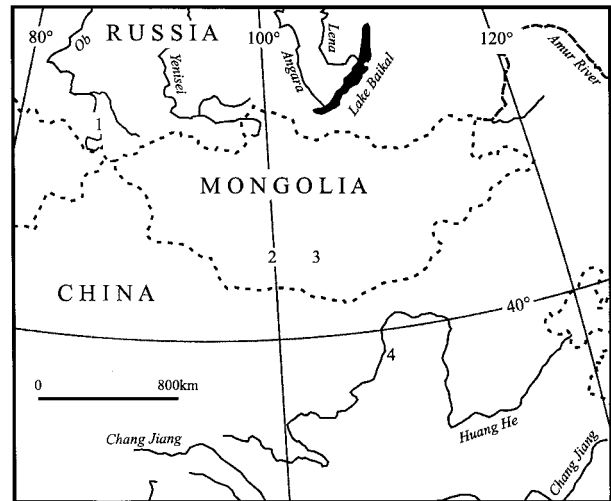 RUSSIA
80°
Ob
Yenisei
100°
Angara
Lena
Lake Baikal
120°
Amur River
1
MONGOLIA
2
3
CHINA
40°
4
0
800km
Chang Jiang
Huang He
Chang Jiang